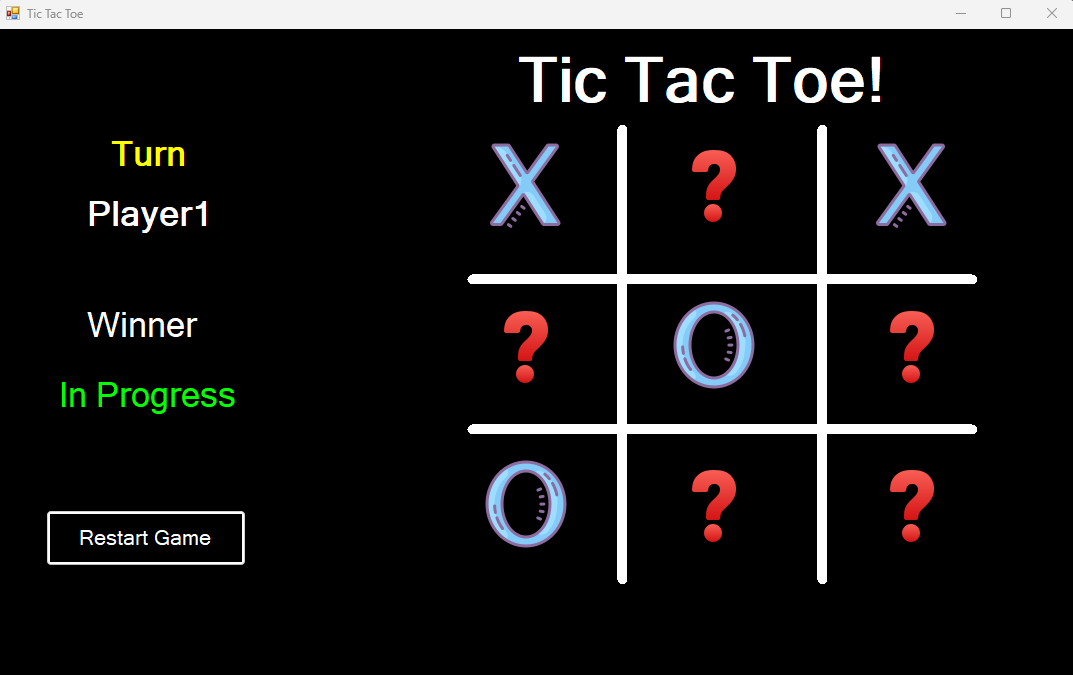 Tic Tac Toe
Tic Tac Toe!
Turn
Player1
Winner
In Progress
Restart Game
X ? X
? O ?
O ? ?